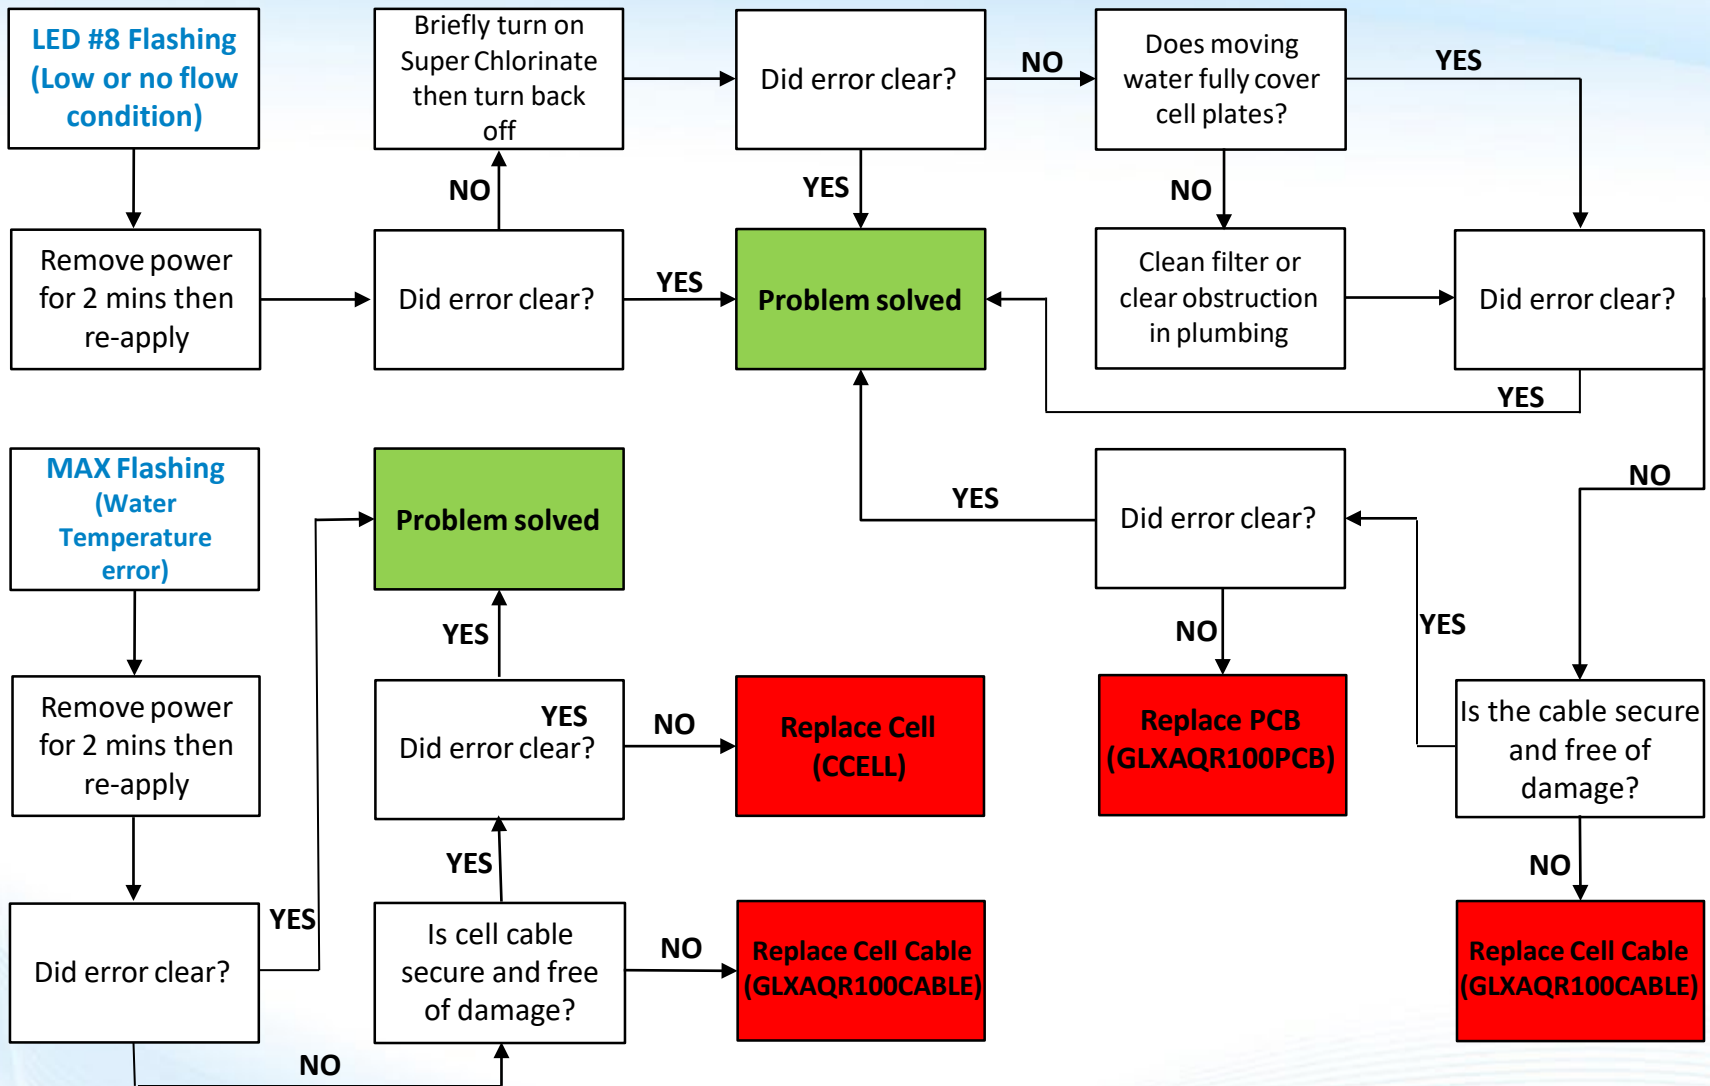 LED #8 Flashing
(Low or no flow
condition)
Briefly turn on
Super Chlorinate
then turn back
off
Did error clear?
NO
Does moving
water fully cover
cell plates?
YES
NO
YES
NO
Remove power
for 2 mins then
re-apply
Did error clear?
YES
Problem solved
Clean filter or
clear obstruction
in plumbing
Did error clear?
YES
MAX Flashing
(Water
Temperature
error)
Problem solved
YES
Did error clear?
NO
YES
NO
YES
Remove power
for 2 mins then
re-apply
YES
Did error clear?
NO
Replace Cell
(CCELL)
Replace PCB
(GLXAQR100PCB)
Is the cable secure
and free of
damage?
YES
NO
YES
Did error clear?
Is cell cable
secure and free
of damage?
NO
Replace Cell Cable
(GLXAQR100CABLE)
Replace Cell Cable
(GLXAQR100CABLE)
NO